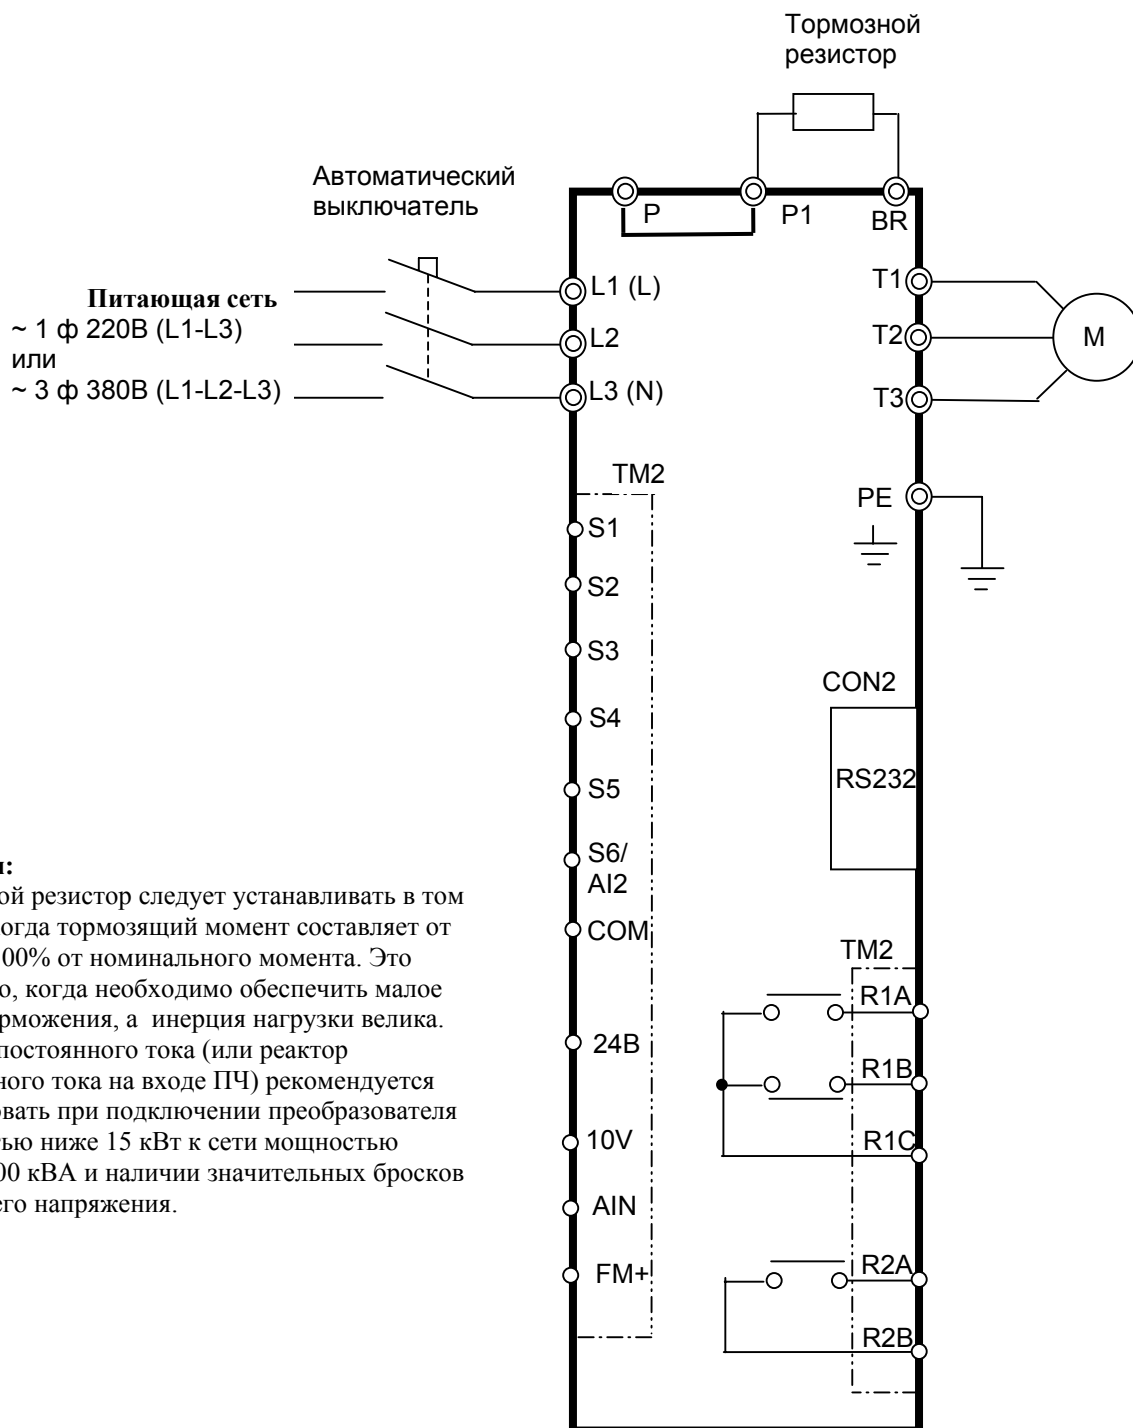 Тормозной
резистор
Автоматический
выключатель
P
P1
BR
L1 (L)
T1
Питающая сеть
~ 1 ф 220В (L1-L3)
или
~ 3 ф 380В (L1-L2-L3)
L2
T2
M
L3 (N)
T3
TM2
PE
S1
S2
S3
CON2
S4
RS232
S5
S6/
AI2
COM
24В
10V
AIN
FM+
:
ой резистор следует устанавливать в том
огда тормозящий момент составляет от
00% от номинального момента. Это
о, когда необходимо обеспечить малое
рможения, а инерция нагрузки велика.
постоянного тока (или реактор
ного тока на входе ПЧ) рекомендуется
овать при подключении преобразователя
тью ниже 15 кВт к сети мощностью
00 кВА и наличии значительных бросков
его напряжения.
TM2
R1A
R1B
R1C
R2A
R2B